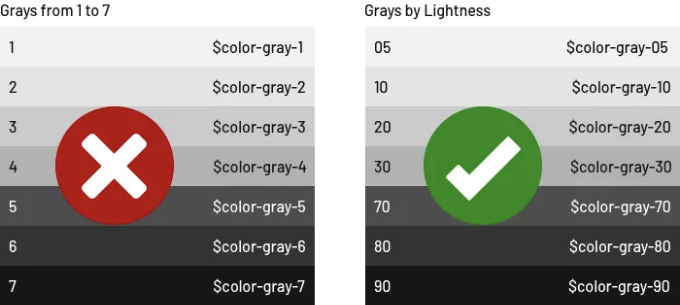 Grays from 1 to 7
1 $color-gray-1
2 $color-gray-2
3 $color-gray-3
4 $color-gray-4
5 $color-gray-5
6 $color-gray-6
7 $color-gray-7
Grays by Lightness
05 $color-gray-05
10 $color-gray-10
20 $color-gray-20
30 $color-gray-30
70 $color-gray-70
80 $color-gray-80
90 $color-gray-90